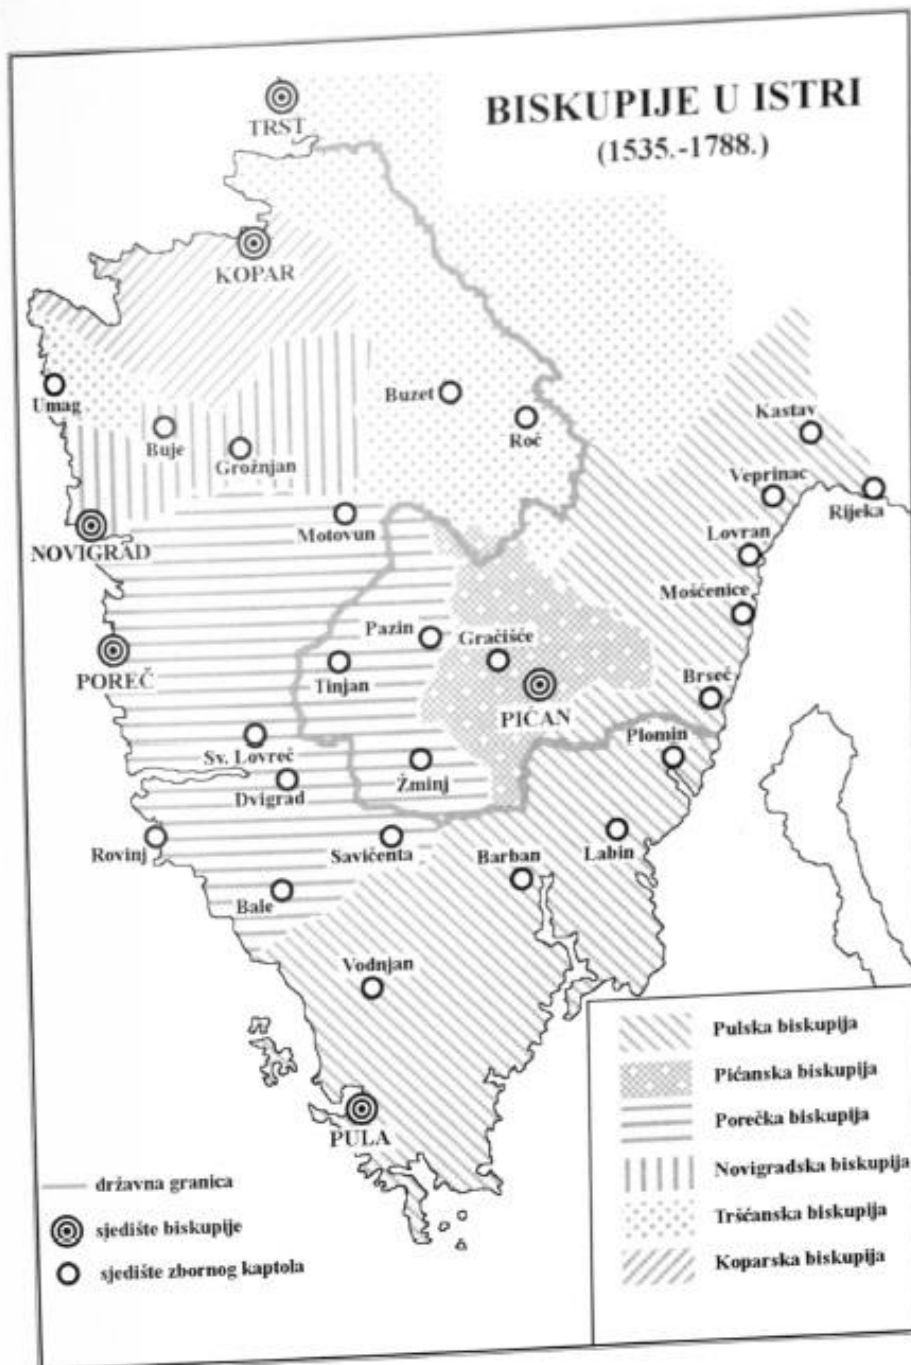 BISKUPIJE U ISTRI
(1535.-1788.)
TRST
KOPAR
Umag
Buje
Grožnjan
Buzet
Roč
Kastav
Veprinac
Rijeka
NOVIGRAD
Motovun
Lovran
Mošćenice
POREČ
Pazin
Gračišće
Tinjan
PIĆAN
Brseč
Sv. Lovreč
Plomin
Dvigrad
Žminj
Rovinj
Savičenta
Barban
Labin
Bale
Vodnjan
PULA
državna granica
sjedište biskupije
sjedište zbornog kaptola
Pulska biskupija
Pićanska biskupija
Porečka biskupija
Novigradska biskupija
Tršćanska biskupija
Koparska biskupija